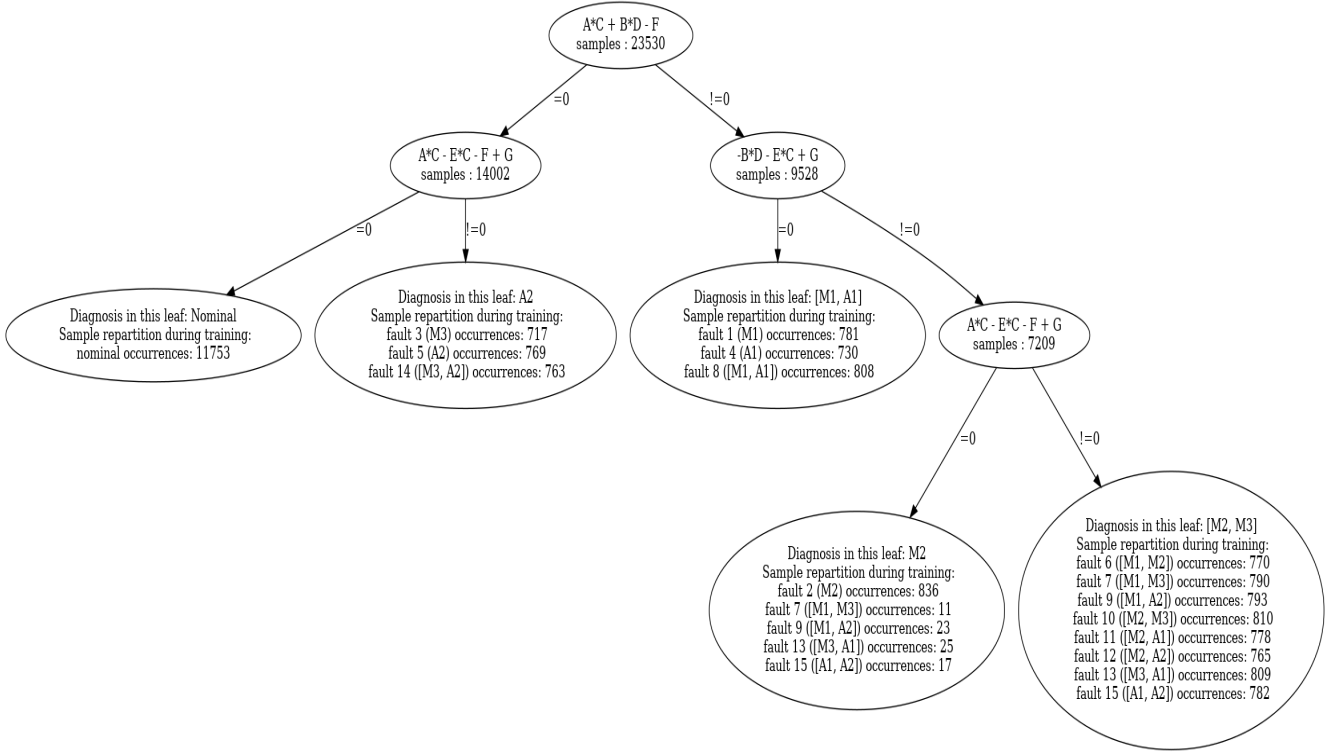 A*C + B*D - F
samples : 23530
=0
!=0
A*C - E*C - F + G
samples : 14002
-B*D - E*C + G
samples : 9528
=0
!=0
=0
!=0
Diagnosis in this leaf: Nominal
Sample repartition during training:
nominal occurrences: 11753
Diagnosis in this leaf: A2
Sample repartition during training:
fault 3 (M3) occurrences: 717
fault 5 (A2) occurrences: 769
fault 14 ([M3, A2]) occurrences: 763
Diagnosis in this leaf: [M1, A1]
Sample repartition during training:
fault 1 (M1) occurrences: 781
fault 4 (A1) occurrences: 730
fault 8 ([M1, A1]) occurrences: 808
A*C - E*C - F + G
samples : 7209
=0
!=0
Diagnosis in this leaf: M2
Sample repartition during training:
fault 2 (M2) occurrences: 836
fault 7 ([M1, M3]) occurrences: 11
fault 9 ([M1, A2]) occurrences: 23
fault 13 ([M3, A1]) occurrences: 25
fault 15 ([A1, A2]) occurrences: 17
Diagnosis in this leaf: [M2, M3]
Sample repartition during training:
fault 6 ([M1, M2]) occurrences: 770
fault 7 ([M1, M3]) occurrences: 790
fault 9 ([M1, A2]) occurrences: 793
fault 10 ([M2, M3]) occurrences: 810
fault 11 ([M2, A1]) occurrences: 778
fault 12 ([M2, A2]) occurrences: 765
fault 13 ([M3, A1]) occurrences: 809
fault 15 ([A1, A2]) occurrences: 782